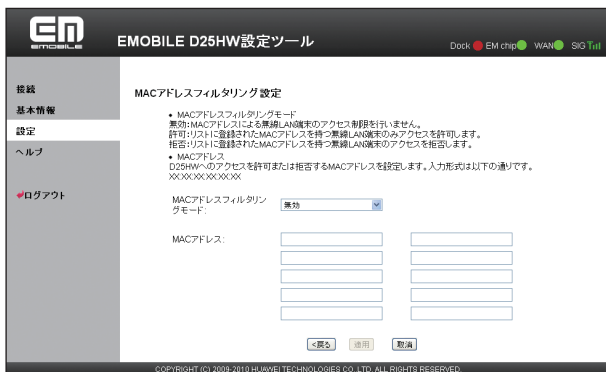 EM
EMOBILE
EMOBILE D25HW設定ツール
Dock EM chip WAN SIG
接続
基本情報
設定
ヘルプ
ログアウト
MACアドレスフィルタリング設定
• MACアドレスフィルタリングモード
無効:MACアドレスによる無線LAN端末のアクセス制限を行いません。
許可:リストに登録されたMACアドレスを持つ無線LAN端末のみアクセスを許可します。
拒否:リストに登録されたMACアドレスを持つ無線LAN端末のアクセスを拒否します。
• MACアドレス
D25HWへのアクセスを許可または拒否するMACアドレスを設定します。入力形式は以下の通りです。
XX:XX:XX:XX:XX:XX
MACアドレスフィルタリン
グモード:
無効
MACアドレス:
<戻る 適用 取消
COPYRIGHT (C) 2009-2010 HUAWEI TECHNOLOGIES CO.,LTD. ALL RIGHTS RESERVED.